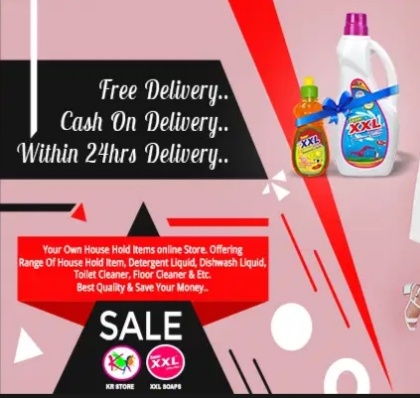 Free Delivery..
Cash On Delivery..
Within 24hrs Delivery..
XXL
XXL
Your Own House Hold Items online Store. Offering
Range Of House Hold Item, Detergent Liquid, Dishwash Liquid,
Toilet Cleaner, Floor Cleaner & Etc.
Best Quality & Save Your Money..
SALE
XXL
KR STORE
XXL SOAPS